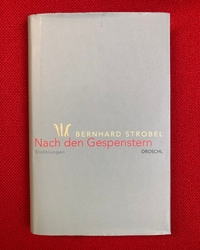 BERNHARD STROBEL
Nach den Gespenstern
Erzählungen
DROSCHL